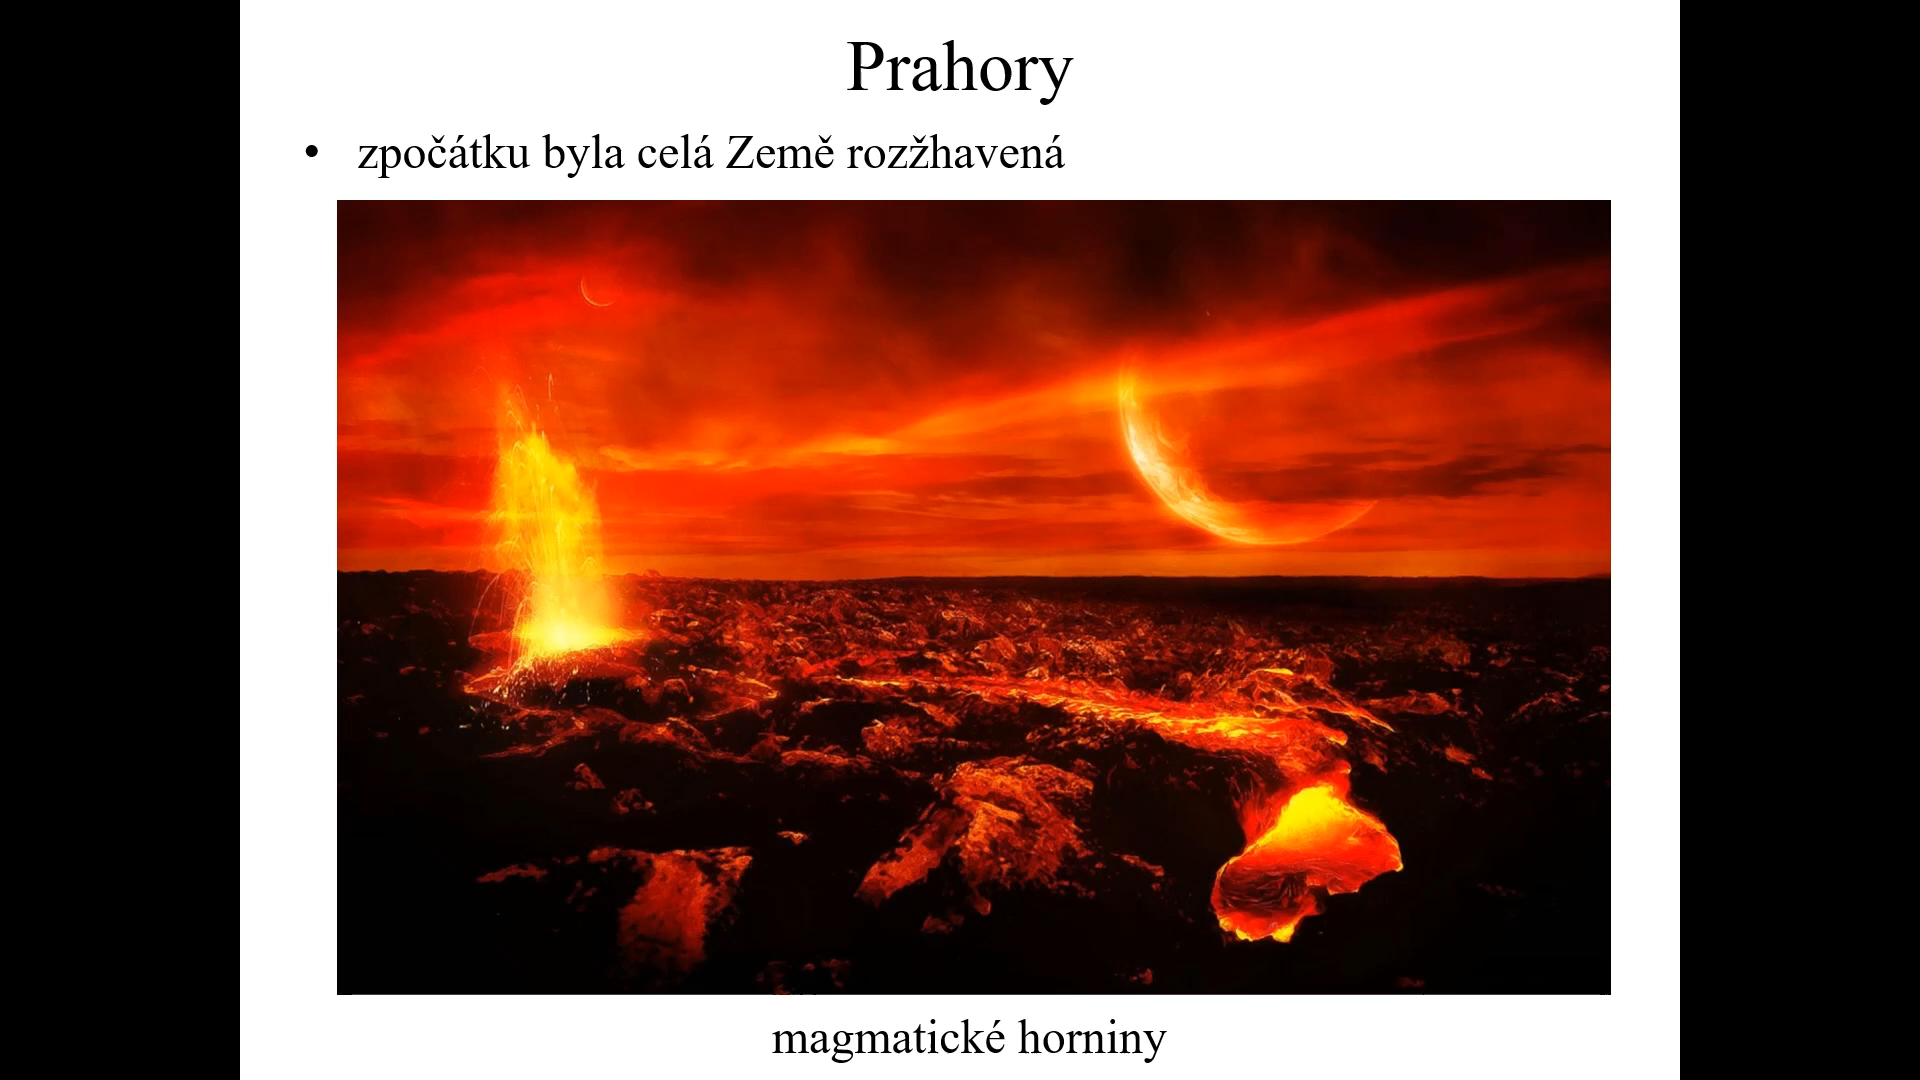 Prahory
• zpočátku byla celá Země rozžhavená
magmatické horniny